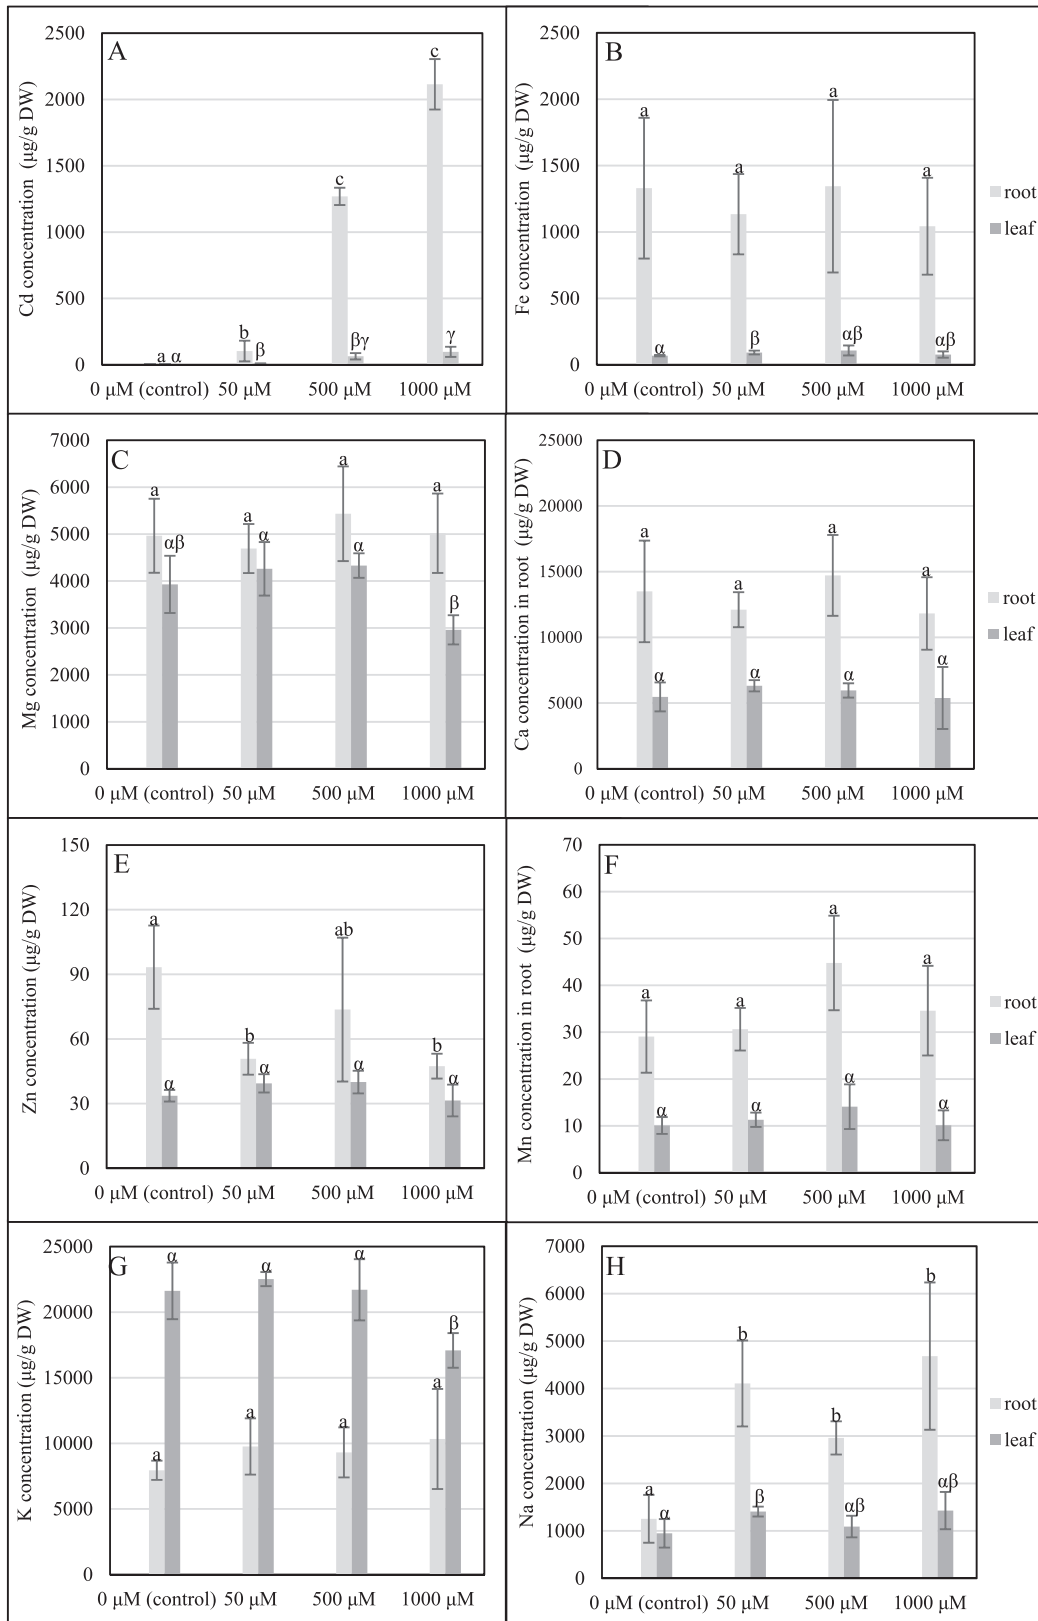 A
Cd concentration (µg/g DW)
2500
2000
1500
1000
500
0
a α
b
β
c
βγ
c
γ
0 µM (control) 50 µM 500 µM 1000 µM
B
Fe concentration (µg/g DW)
2500
2000
1500
1000
500
0
a
α
a
β
a
αβ
a
αβ
0 µM (control) 50 µM 500 µM 1000 µM
root
leaf
C
Mg concentration (µg/g DW)
7000
6000
5000
4000
3000
2000
1000
0
a
αβ
a
α
a
α
a
β
0 µM (control) 50 µM 500 µM 1000 µM
D
Ca concentration in root (µg/g DW)
25000
20000
15000
10000
5000
0
a
α
a
α
a
α
a
α
0 µM (control) 50 µM 500 µM 1000 µM
root
leaf
E
Zn concentration (µg/g DW)
150
120
90
60
30
0
a
α
b
α
ab
α
b
α
0 µM (control) 50 µM 500 µM 1000 µM
F
Mn concentration in root (µg/g DW)
70
60
50
40
30
20
10
0
a
α
a
α
a
α
a
α
0 µM (control) 50 µM 500 µM 1000 µM
root
leaf
G
K concentration (µg/g DW)
25000
20000
15000
10000
5000
0
a
α
a
α
a
α
a
β
0 µM (control) 50 µM 500 µM 1000 µM
H
Na concentration (µg/g DW)
7000
6000
5000
4000
3000
2000
1000
0
a
α
b
β
b
αβ
b
αβ
0 µM (control) 50 µM 500 µM 1000 µM
root
leaf